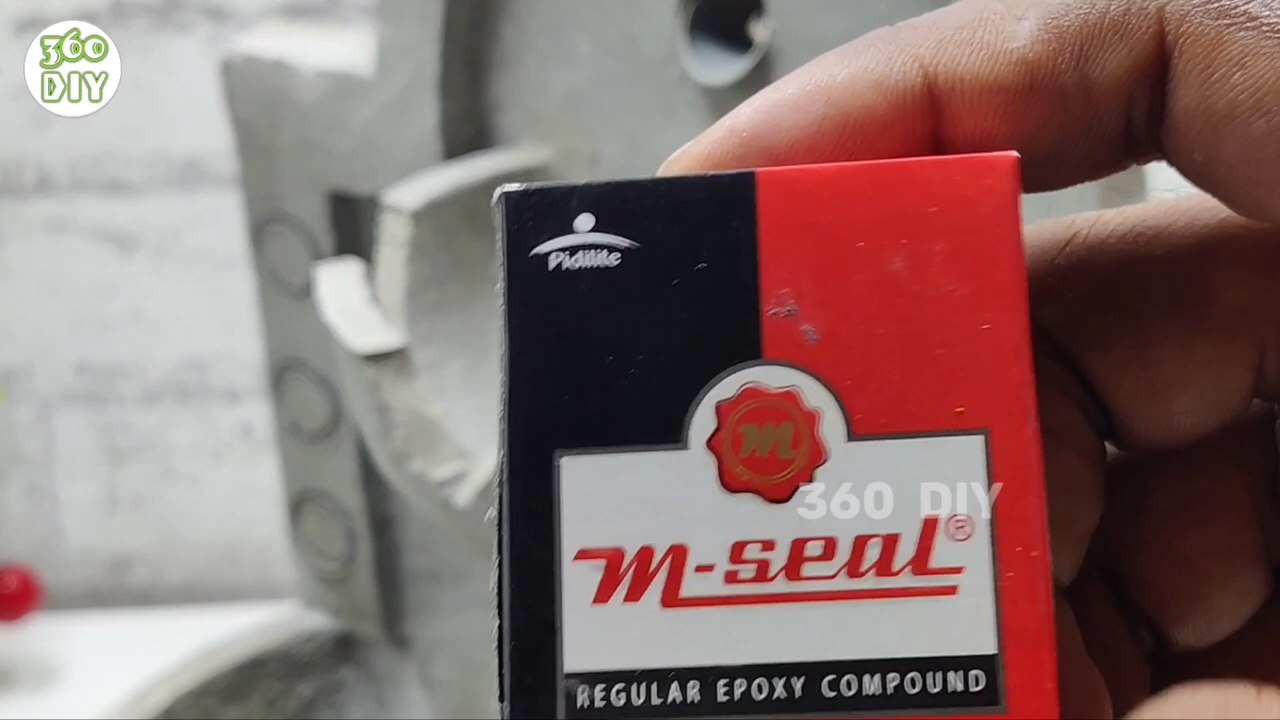 360
DIY
Pidilite
m
360 DIY
m-seal®
REGULAR EPOXY COMPOUND